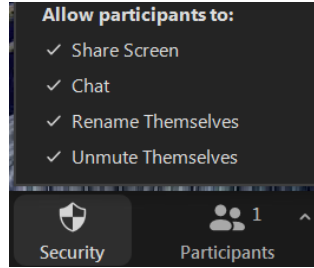 Allow participants to:
✓ Share Screen
✓ Chat
✓ Rename Themselves
✓ Unmute Themselves
1
Security Participants